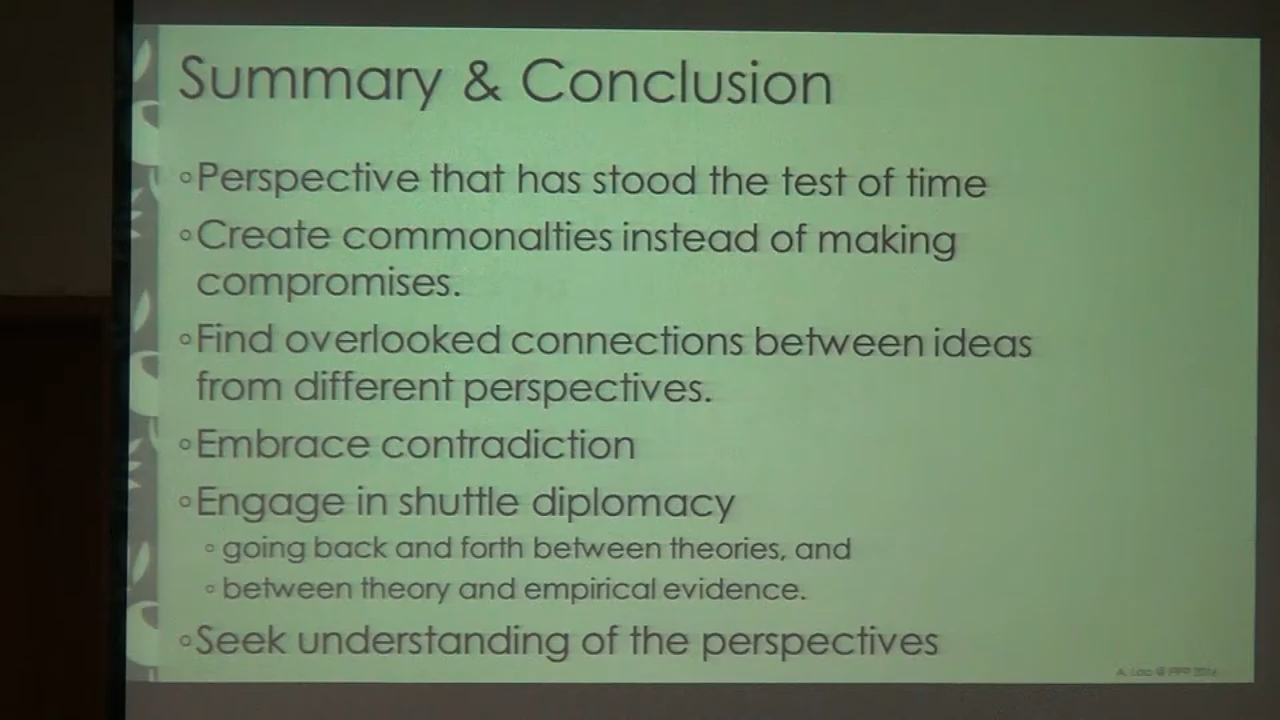 Summary & Conclusion
◦Perspective that has stood the test of time
◦Create commonalties instead of making
compromises.
◦Find overlooked connections between ideas
from different perspectives.
◦Embrace contradiction
◦Engage in shuttle diplomacy
◦ going back and forth between theories, and
◦ between theory and empirical evidence.
◦Seek understanding of the perspectives